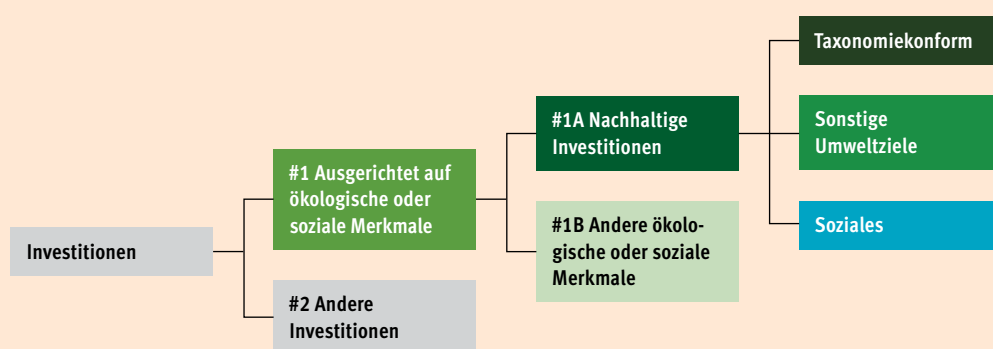 Investitionen
#1 Ausgerichtet auf
ökologische oder
soziale Merkmale
#2 Andere
Investitionen
#1A Nachhaltige
Investitionen
#1B Andere ökolo-
gische oder soziale
Merkmale
Taxonomiekonform
Sonstige
Umweltziele
Soziales